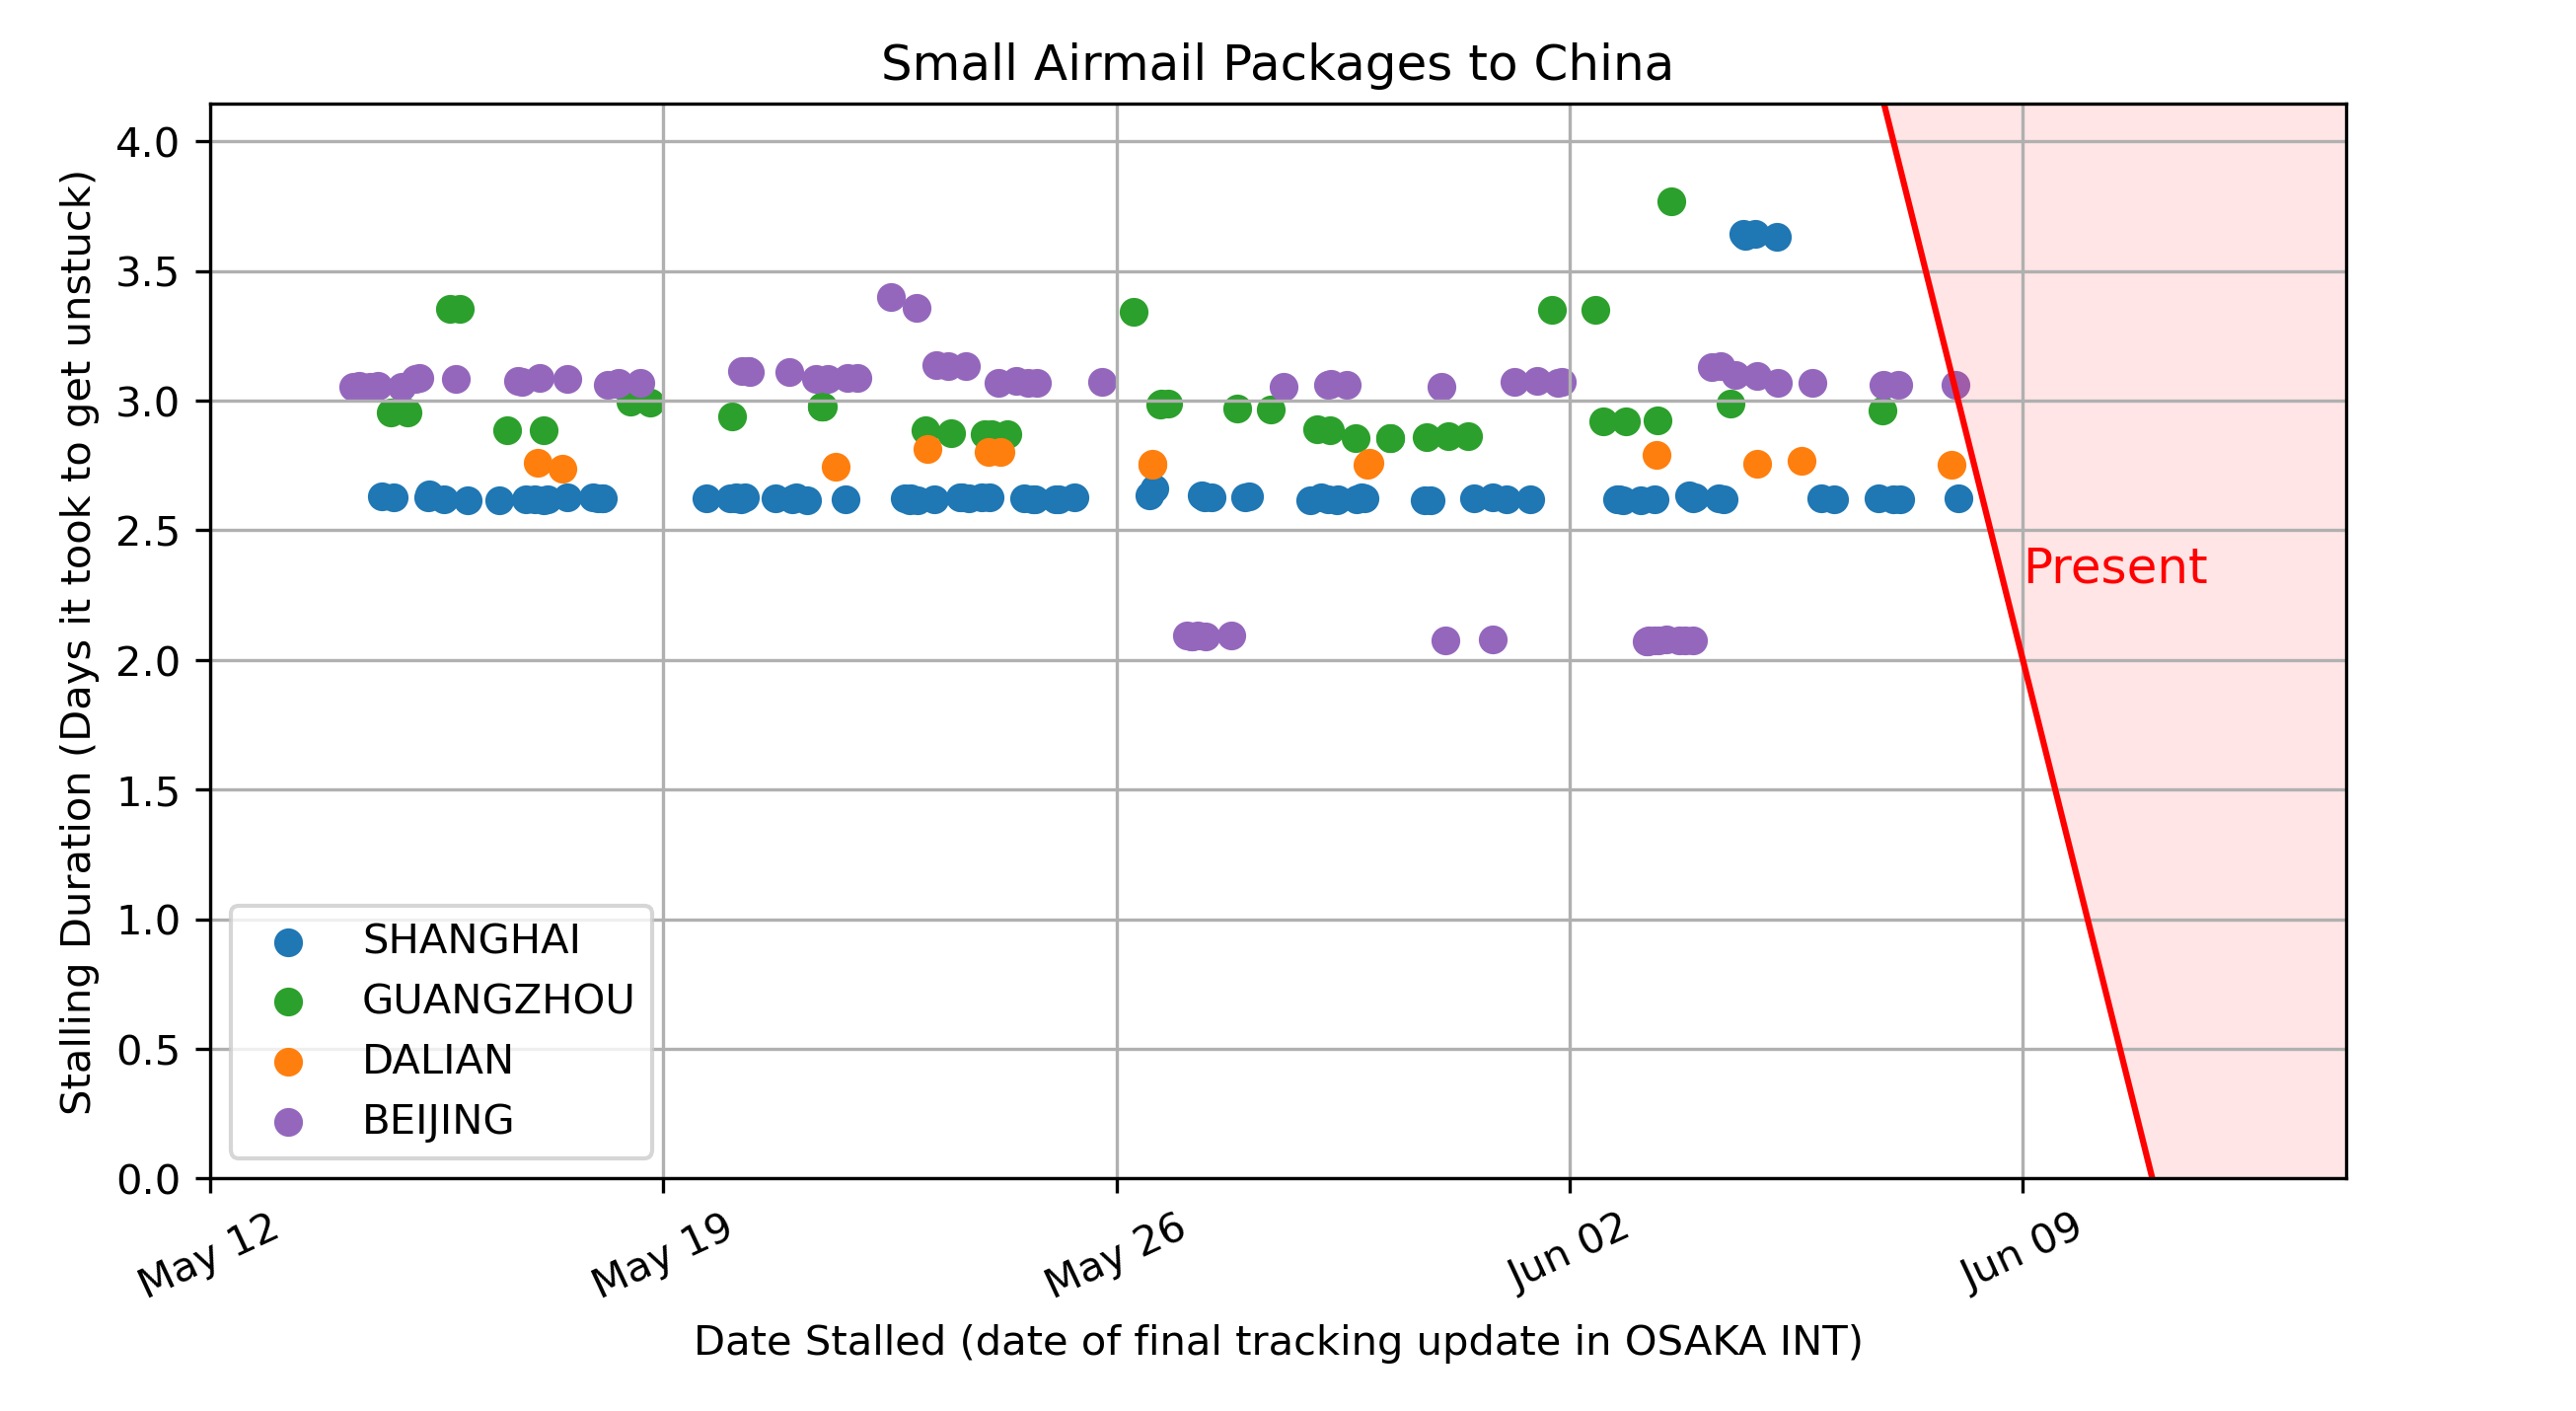 Small Airmail Packages to China
Stalling Duration (Days it took to get unstuck)
4.0
3.5
3.0
2.5
2.0
1.5
1.0
0.5
0.0
Present
SHANGHAI
GUANGZHOU
DALIAN
BEIJING
May 12
May 19
May 26
Jun 02
Jun 09
Date Stalled (date of final tracking update in OSAKA INT)